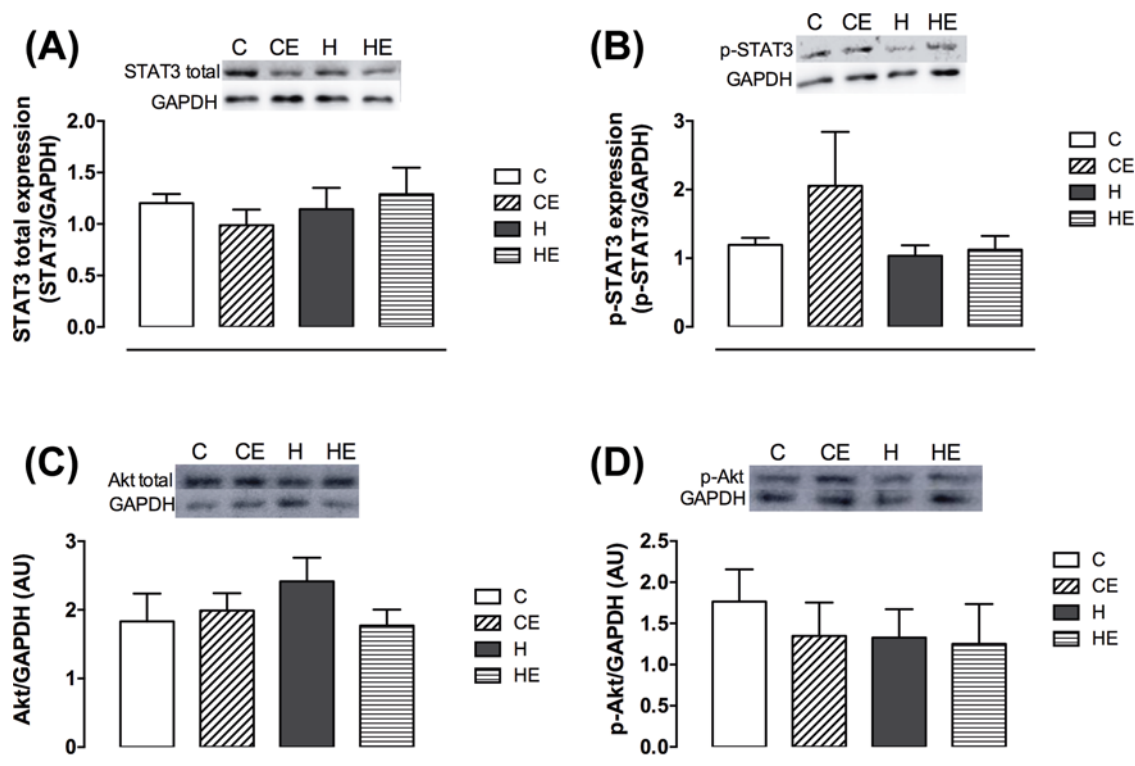 (A)
C CE H HE
STAT3 total
GAPDH
STAT3 total expression
(STAT3/GAPDH)
2.0
1.5
1.0
0.5
0.0
C
CE
H
HE
(B)
C CE H HE
p-STAT3
GAPDH
p-STAT3 expression
(p-STAT3/GAPDH)
3
2
1
0
C
CE
H
HE
(C)
C CE H HE
Akt total
GAPDH
Akt/GAPDH (AU)
3
2
1
0
C
CE
H
HE
(D)
C CE H HE
p-Akt
GAPDH
p-Akt/GAPDH (AU)
2.5
2.0
1.5
1.0
0.5
0.0
C
CE
H
HE